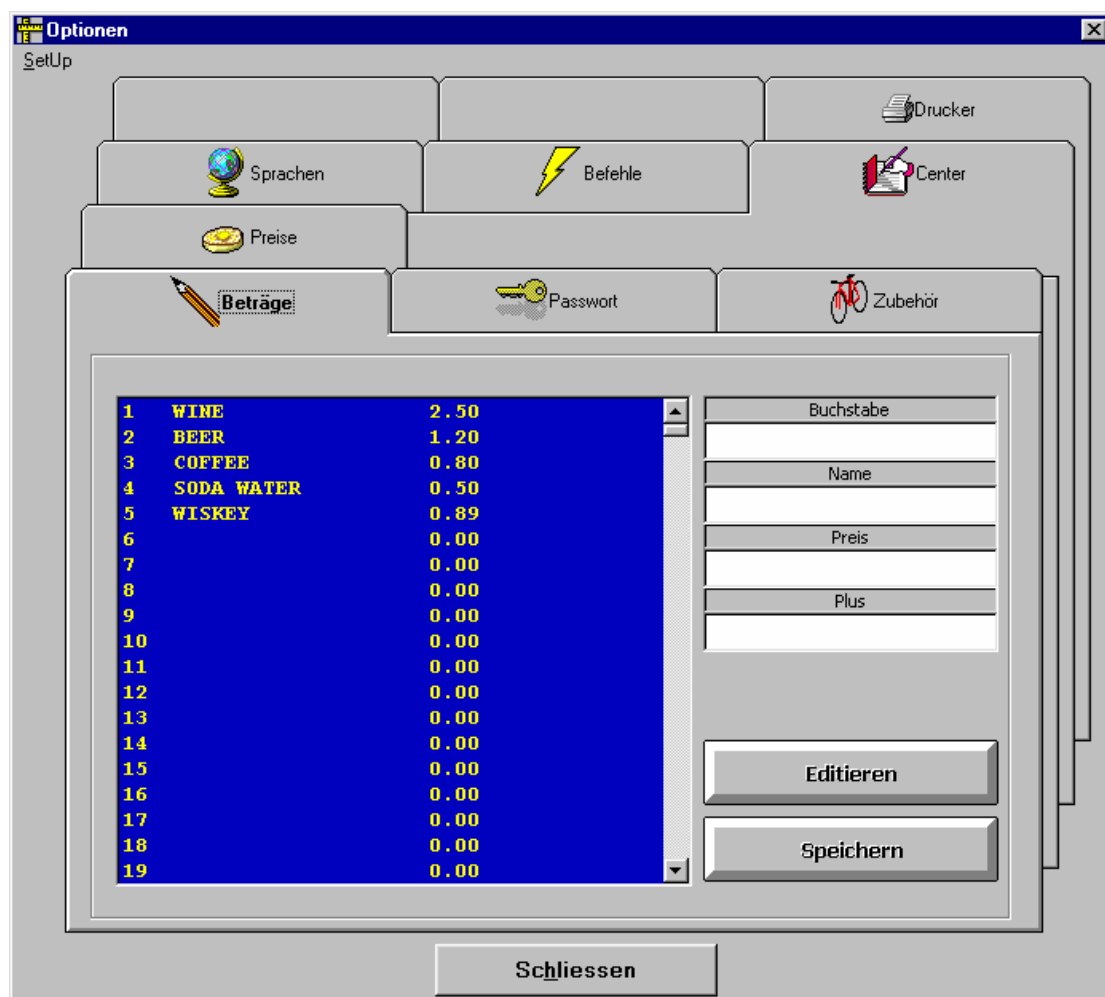 Optionen
SetUp
Drucker
Sprachen Befehle Center
Preise
Beträge Passwort Zubehör
1 WINE 2.50
2 BEER 1.20
3 COFFEE 0.80
4 SODA WATER 0.50
5 WISKEY 0.89
6 0.00
7 0.00
8 0.00
9 0.00
10 0.00
11 0.00
12 0.00
13 0.00
14 0.00
15 0.00
16 0.00
17 0.00
18 0.00
19 0.00
Buchstabe
Name
Preis
Plus
Editieren
Speichern
Schliessen